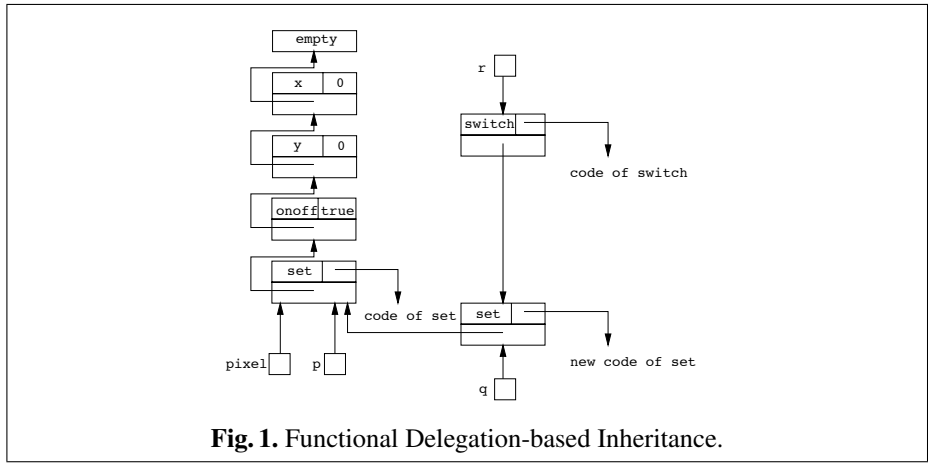 empty
x 0
r
switch
y 0
code of switch
onoff true
set
code of set
set
pixel
p
new code of set
q
Fig. 1. Functional Delegation-based Inheritance.